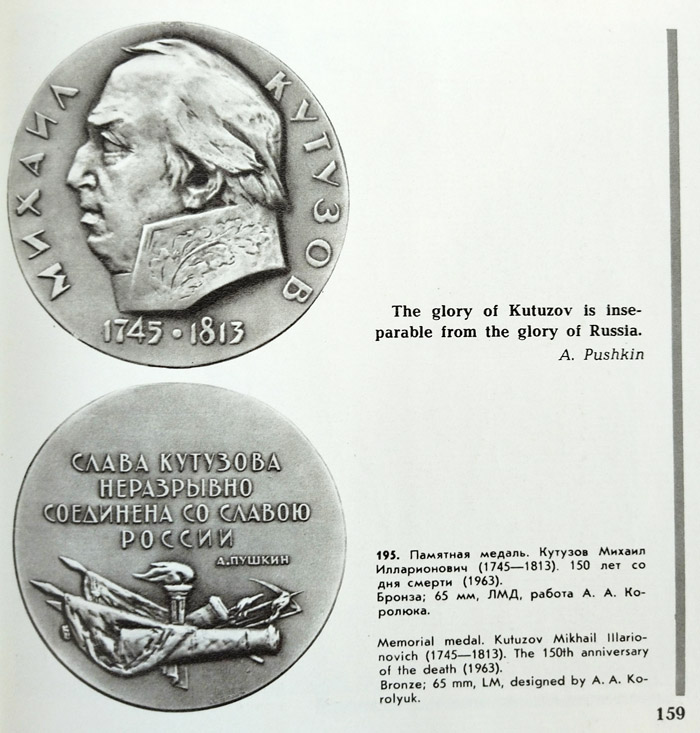 МИХАИЛ КУТУЗОВ
1745 • 1813
The glory of Kutuzov is inse-
parable from the glory of Russia.
A. Pushkin
СЛАВА КУТУЗОВА
НЕРАЗРЫВНО
СОЕДИНЕНА СО СЛАВОЮ
РОССИИ
А.ПУШКИН
195. Памятная медаль. Кутузов Михаил
Илларионович (1745—1813). 150 лет со
дня смерти (1963).
Бронза; 65 мм, ЛМД, работа А. А. Ко-
ролюка.
Memorial medal. Kutuzov Mikhail Illario-
novich (1745—1813). The 150th anniversary
of the death (1963).
Bronze; 65 mm, LM, designed by A. A. Ko-
rolyuk.
159